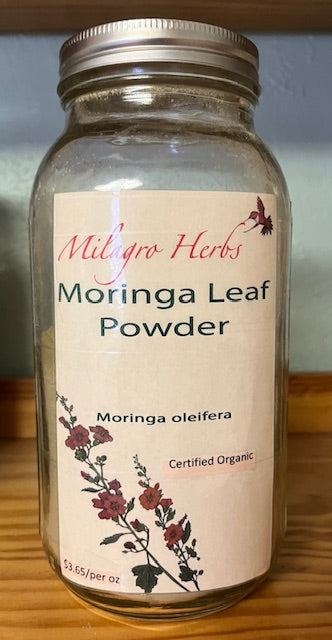 Milagro Herbs
Moringa Leaf
Powder
Moringa oleifera
Certified Organic
$3.65/per oz